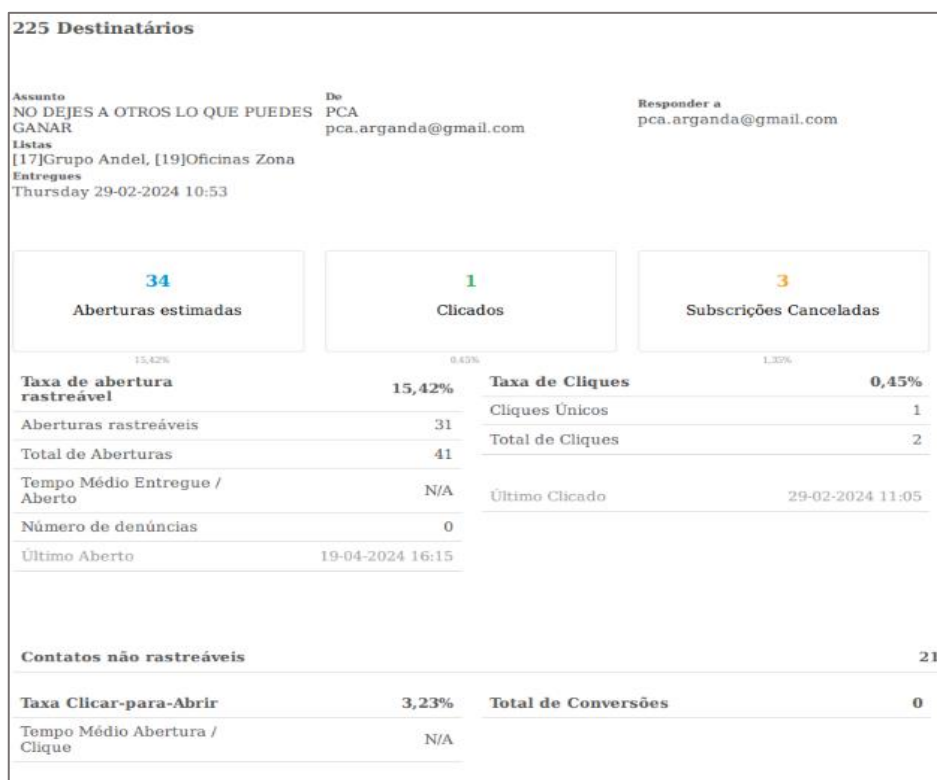 225 Destinatários
Assunto
NO DEJES A OTROS LO QUE PUEDES
GANAR
De
PCA
pca.arganda@gmail.com
Responder a
pca.arganda@gmail.com
Listas
[17]Grupo Andel, [19]Oficinas Zona
Entregues
Thursday 29-02-2024 10:53
34
Aberturas estimadas
1
Clicados
3
Subscrições Canceladas
15,42%
0,45%
1,35%
Taxa de abertura
rastreável
15,42%
Aberturas rastreáveis 31
Total de Aberturas 41
Tempo Médio Entregue /
Aberto
N/A
Número de denúncias 0
Último Aberto 19-04-2024 16:15
Taxa de Cliques 0,45%
Cliques Únicos 1
Total de Cliques 2
Último Clicado 29-02-2024 11:05
Contatos não rastreáveis 21
Taxa Clicar-para-Abrir 3,23%
Tempo Médio Abertura /
Clique
N/A
Total de Conversões 0